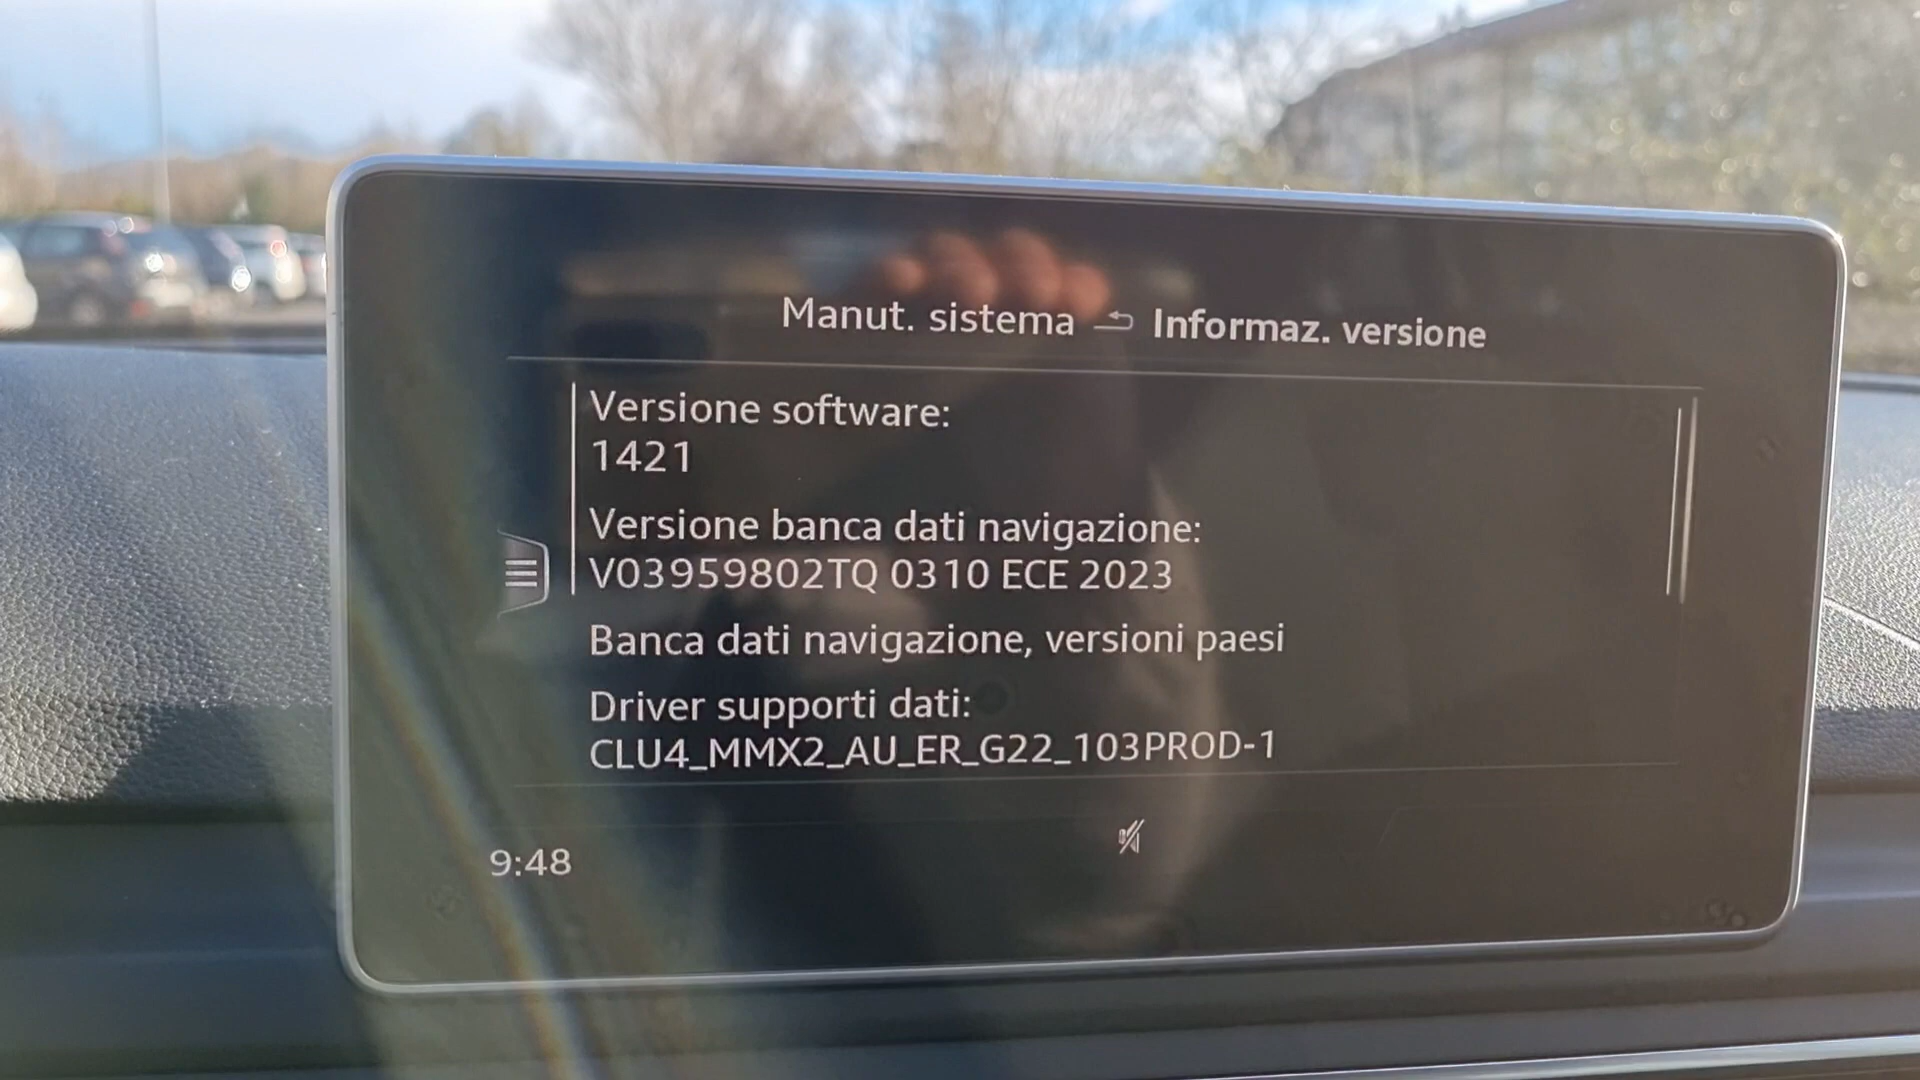 Manut. sistema Informaz. versione
Versione software:
1421
Versione banca dati navigazione:
V03959802TQ 0310 ECE 2023
Banca dati navigazione, versioni paesi
Driver supporti dati:
CLU4_MMX2_AU_ER_G22_103PROD-1
9:48